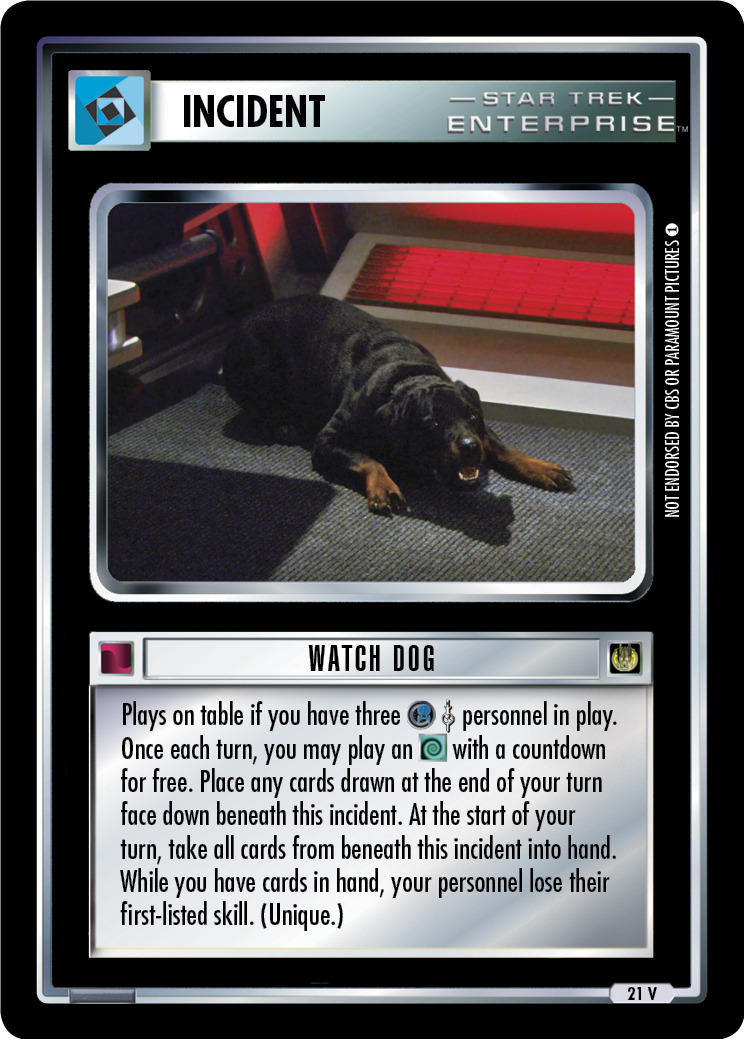 INCIDENT
— STAR TREK —
ENTERPRISE™
NOT ENDORSED BY CBS OR PARAMOUNT PICTURES 1
WATCH DOG
Plays on table if you have three personnel in play.
Once each turn, you may play an with a countdown
for free. Place any cards drawn at the end of your turn
face down beneath this incident. At the start of your
turn, take all cards from beneath this incident into hand.
While you have cards in hand, your personnel lose their
first-listed skill. (Unique.)
21 V